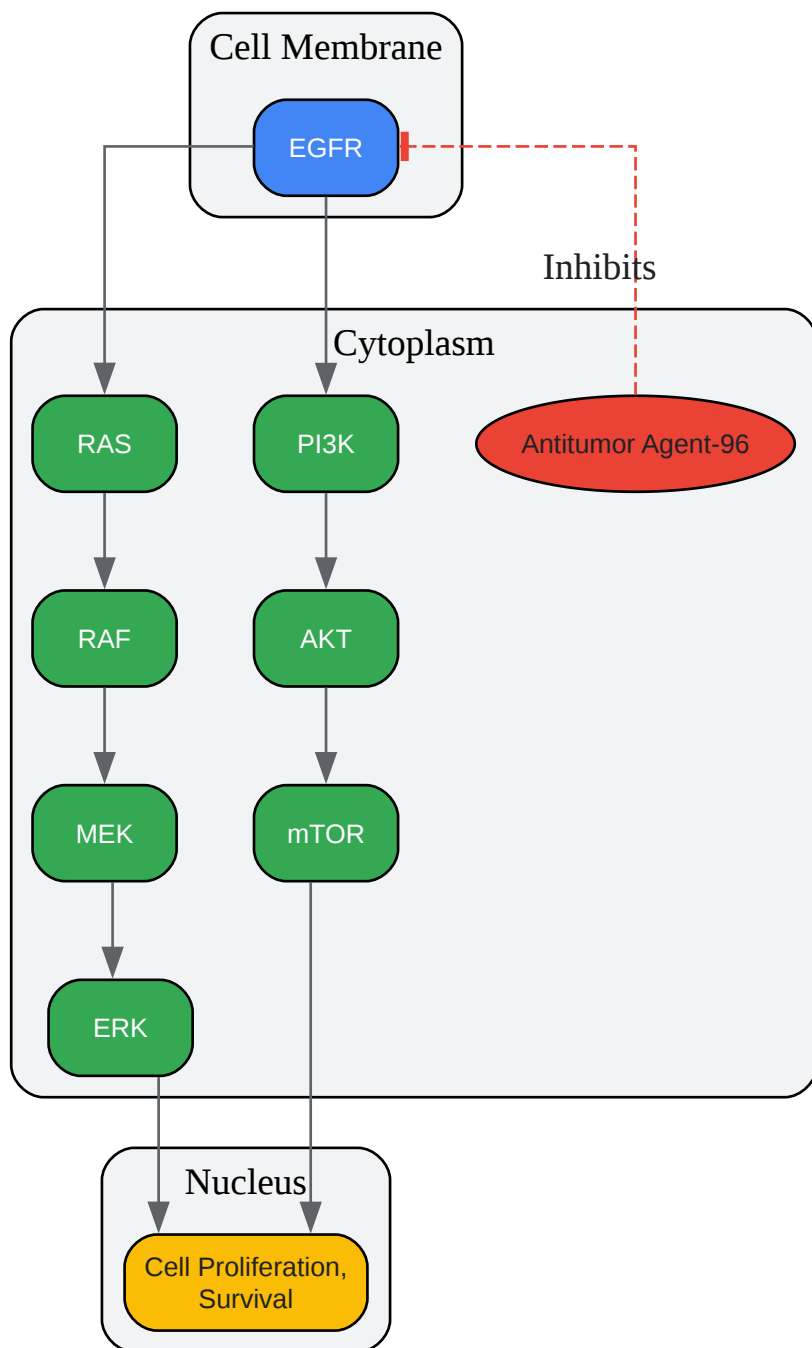 Cell Membrane
EGFR
Inhibits
Cytoplasm
RAS
PI3K
Antitumor Agent-96
RAF
AKT
MEK
mTOR
ERK
Nucleus
Cell Proliferation,
Survival